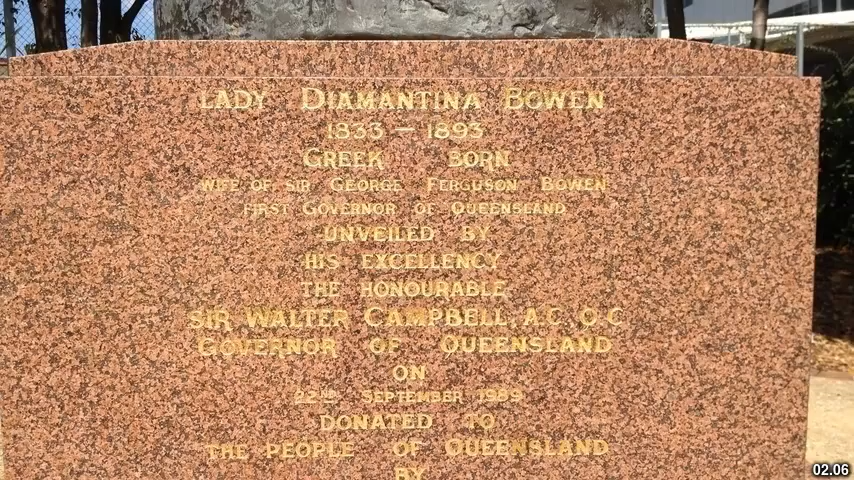 LADY DIAMANTINA BOWEN
1833 — 1893
GREEK BORN
WIFE OF SIR GEORGE FERGUSON BOWEN
FIRST GOVERNOR OF QUEENSLAND
UNVEILED BY
HIS EXCELLENCY
THE HONOURABLE
SIR WALTER CAMPBELL, A.C. Q.C
GOVERNOR OF QUEENSLAND
ON
22ND SEPTEMBER 1989
DONATED TO
THE PEOPLE OF QUEENSLAND
BY
02.06